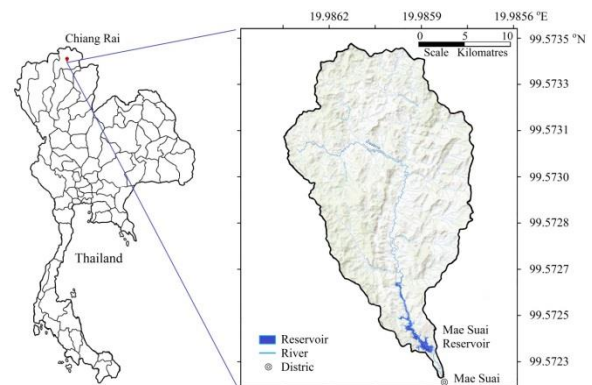 Chiang Rai
Thailand
19.9862
19.9859
19.9856 °E
0
5
10
Scale Kilometres
99.5735 °N
99.5733
99.5731
99.5730
99.5728
99.5727
99.5725
99.5723
Mae Suai
Reservoir
Mae Suai
Reservoir
River
Distric